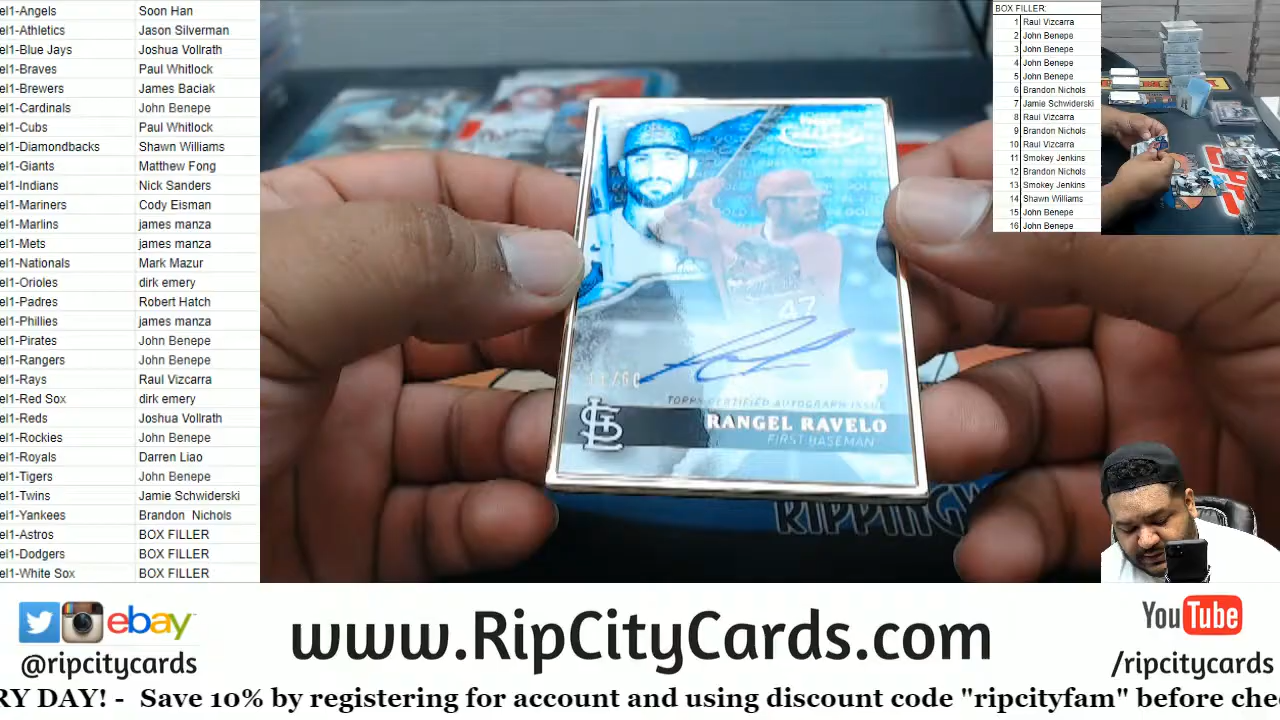 el1-Angels Soon Han
el1-Athletics Jason Silverman
el1-Blue Jays Joshua Vollrath
el1-Braves Paul Whitlock
el1-Brewers James Baciak
el1-Cardinals John Benepe
el1-Cubs Paul Whitlock
el1-Diamondbacks Shawn Williams
el1-Giants Matthew Fong
el1-Indians Nick Sanders
el1-Mariners Cody Eisman
el1-Marlins james manza
el1-Mets james manza
el1-Nationals Mark Mazur
el1-Orioles dirk emery
el1-Padres Robert Hatch
el1-Phillies james manza
el1-Pirates John Benepe
el1-Rangers John Benepe
el1-Rays Raul Vizcarra
el1-Red Sox dirk emery
el1-Reds Joshua Vollrath
el1-Rockies John Benepe
el1-Royals Darren Liao
el1-Tigers John Benepe
el1-Twins Jamie Schwiderski
el1-Yankees Brandon Nichols
el1-Astros BOX FILLER
el1-Dodgers BOX FILLER
el1-White Sox BOX FILLER
47
TOPPS CERTIFIED AUTOGRAPH ISSUE
RANGEL RAVELO
FIRST BASEMAN
RIPPIN
BOX FILLER:
1 Raul Vizcarra
2 John Benepe
3 John Benepe
4 John Benepe
5 John Benepe
6 Brandon Nichols
7 Jamie Schwiderski
8 Raul Vizcarra
9 Brandon Nichols
10 Raul Vizcarra
11 Smokey Jenkins
12 Brandon Nichols
13 Smokey Jenkins
14 Shawn Williams
15 John Benepe
16 John Benepe
ebay
@ripcitycards
www.RipCityCards.com
YouTube
/ripcitycards
RY DAY! - Save 10% by registering for account and using discount code "ripcityfam" before che